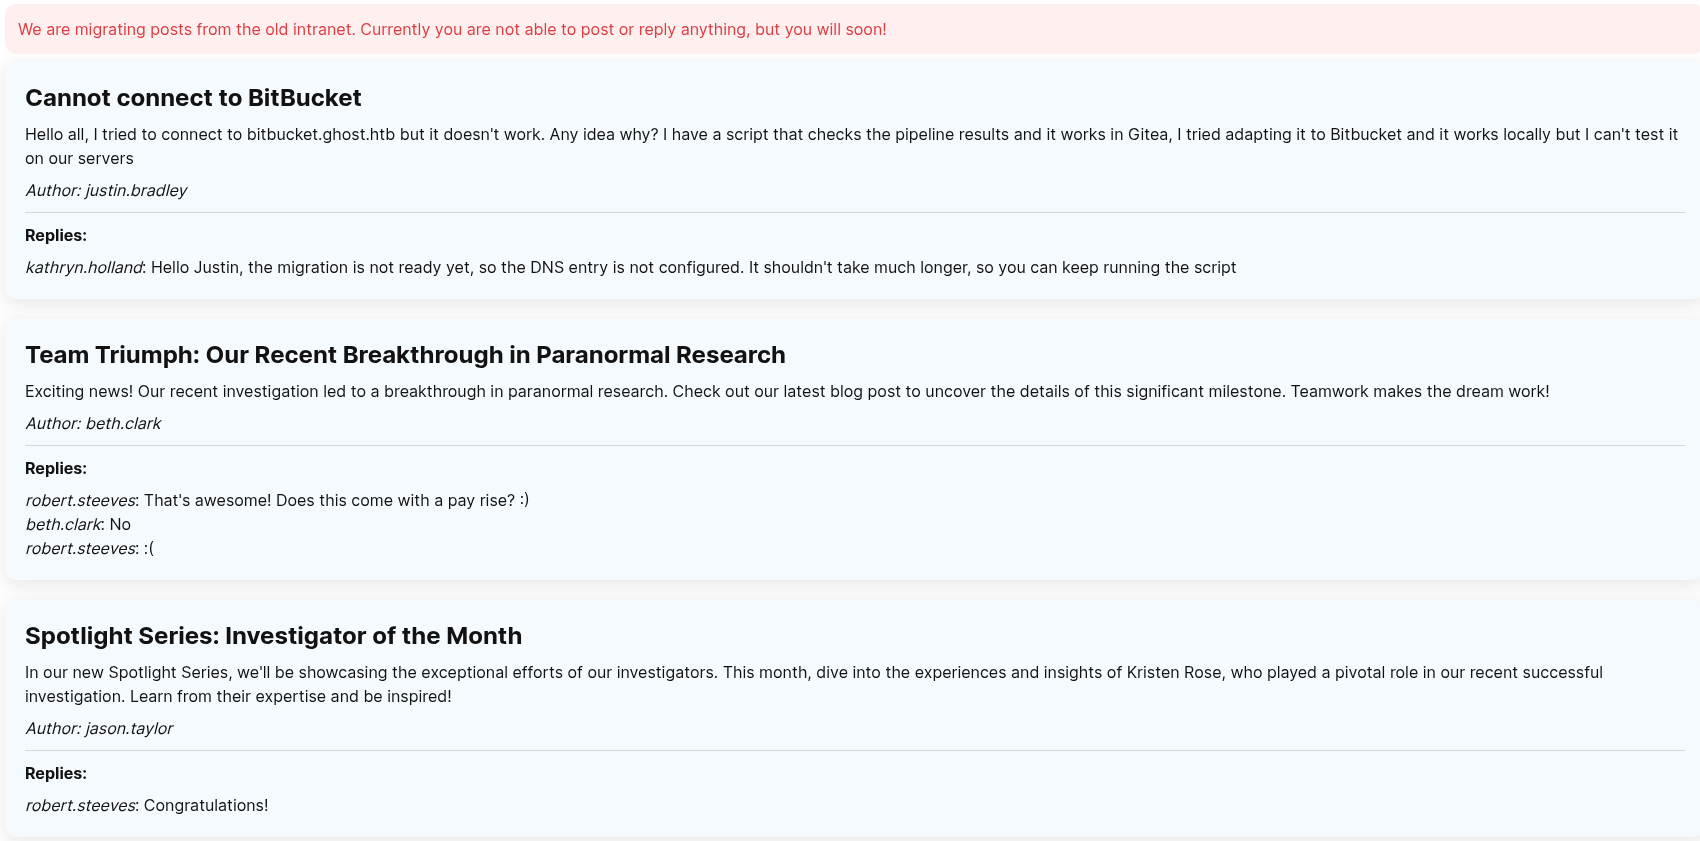 We are migrating posts from the old intranet. Currently you are not able to post or reply anything, but you will soon!
Cannot connect to BitBucket
Hello all, I tried to connect to bitbucket.ghost.htb but it doesn't work. Any idea why? I have a script that checks the pipeline results and it works in Gitea, I tried adapting it to Bitbucket and it works locally but I can't test it
on our servers
Author: justin.bradley
Replies:
kathryn.holland: Hello Justin, the migration is not ready yet, so the DNS entry is not configured. It shouldn't take much longer, so you can keep running the script
Team Triumph: Our Recent Breakthrough in Paranormal Research
Exciting news! Our recent investigation led to a breakthrough in paranormal research. Check out our latest blog post to uncover the details of this significant milestone. Teamwork makes the dream work!
Author: beth.clark
Replies:
robert.steeves: That's awesome! Does this come with a pay rise? :)
beth.clark: No
robert.steeves: :(
Spotlight Series: Investigator of the Month
In our new Spotlight Series, we'll be showcasing the exceptional efforts of our investigators. This month, dive into the experiences and insights of Kristen Rose, who played a pivotal role in our recent successful
investigation. Learn from their expertise and be inspired!
Author: jason.taylor
Replies:
robert.steeves: Congratulations!